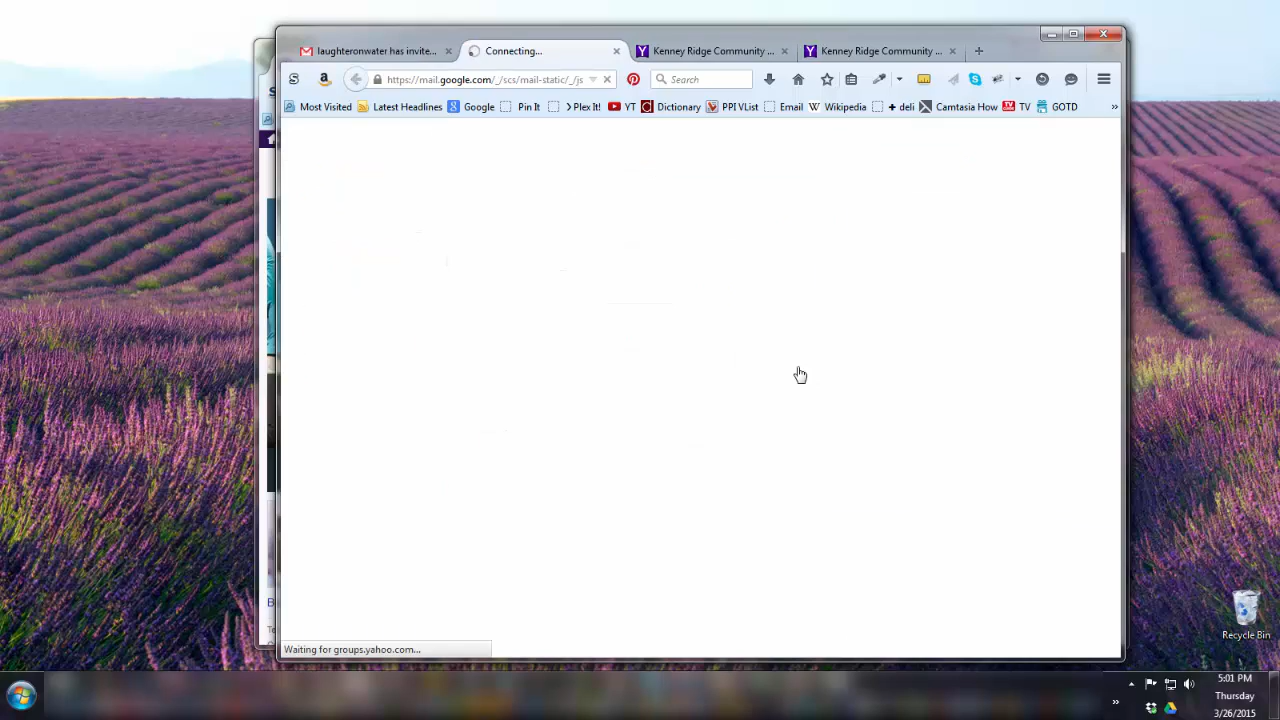 laughteronwater has invite...
Connecting...
Kenney Ridge Community ...
Kenney Ridge Community ...
https://mail.google.com/_/scs/mail-static/_/js
Search
Most Visited
Latest Headlines
Google
Pin It
Plex It!
YT
Dictionary
PPI VList
Email
Wikipedia
+ deli
Camtasia How
TV
GOTD
Waiting for groups.yahoo.com...
Recycle Bin
5:01 PM
Thursday
3/26/2015